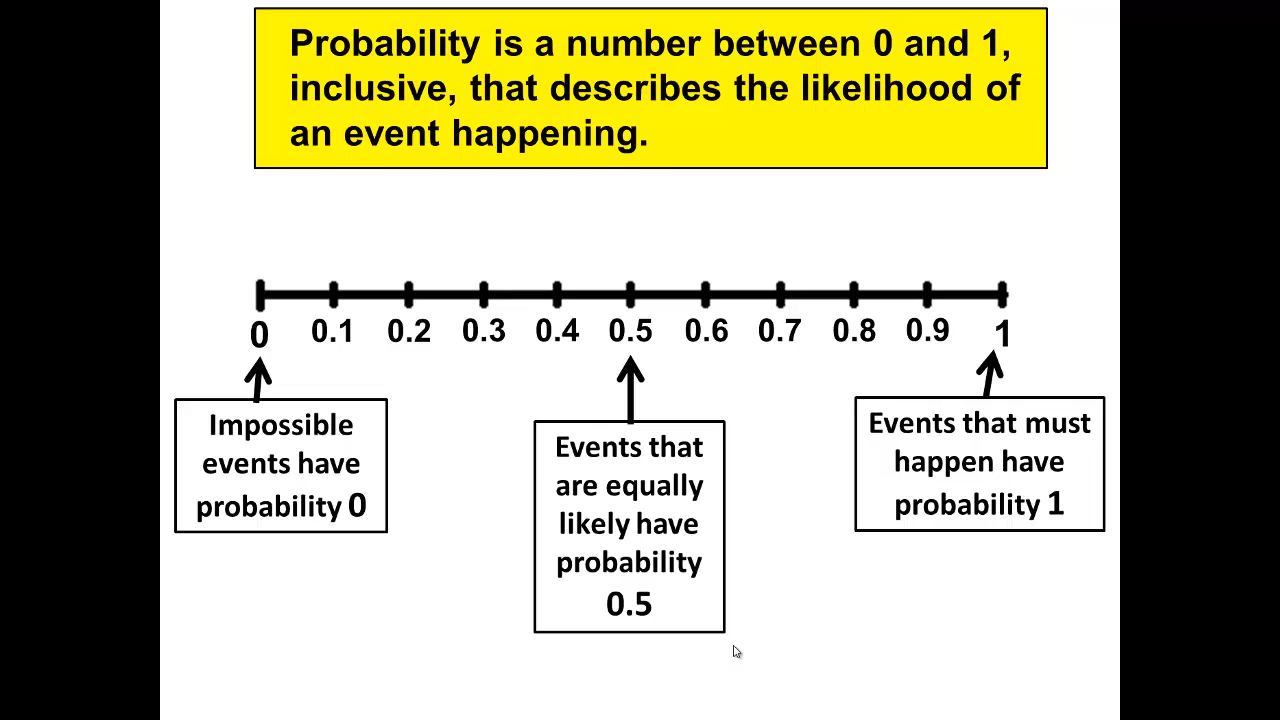 Probability is a number between 0 and 1,
inclusive, that describes the likelihood of
an event happening.
0 0.1 0.2 0.3 0.4 0.5 0.6 0.7 0.8 0.9 1
Impossible
events have
probability 0
Events that
are equally
likely have
probability
0.5
Events that must
happen have
probability 1